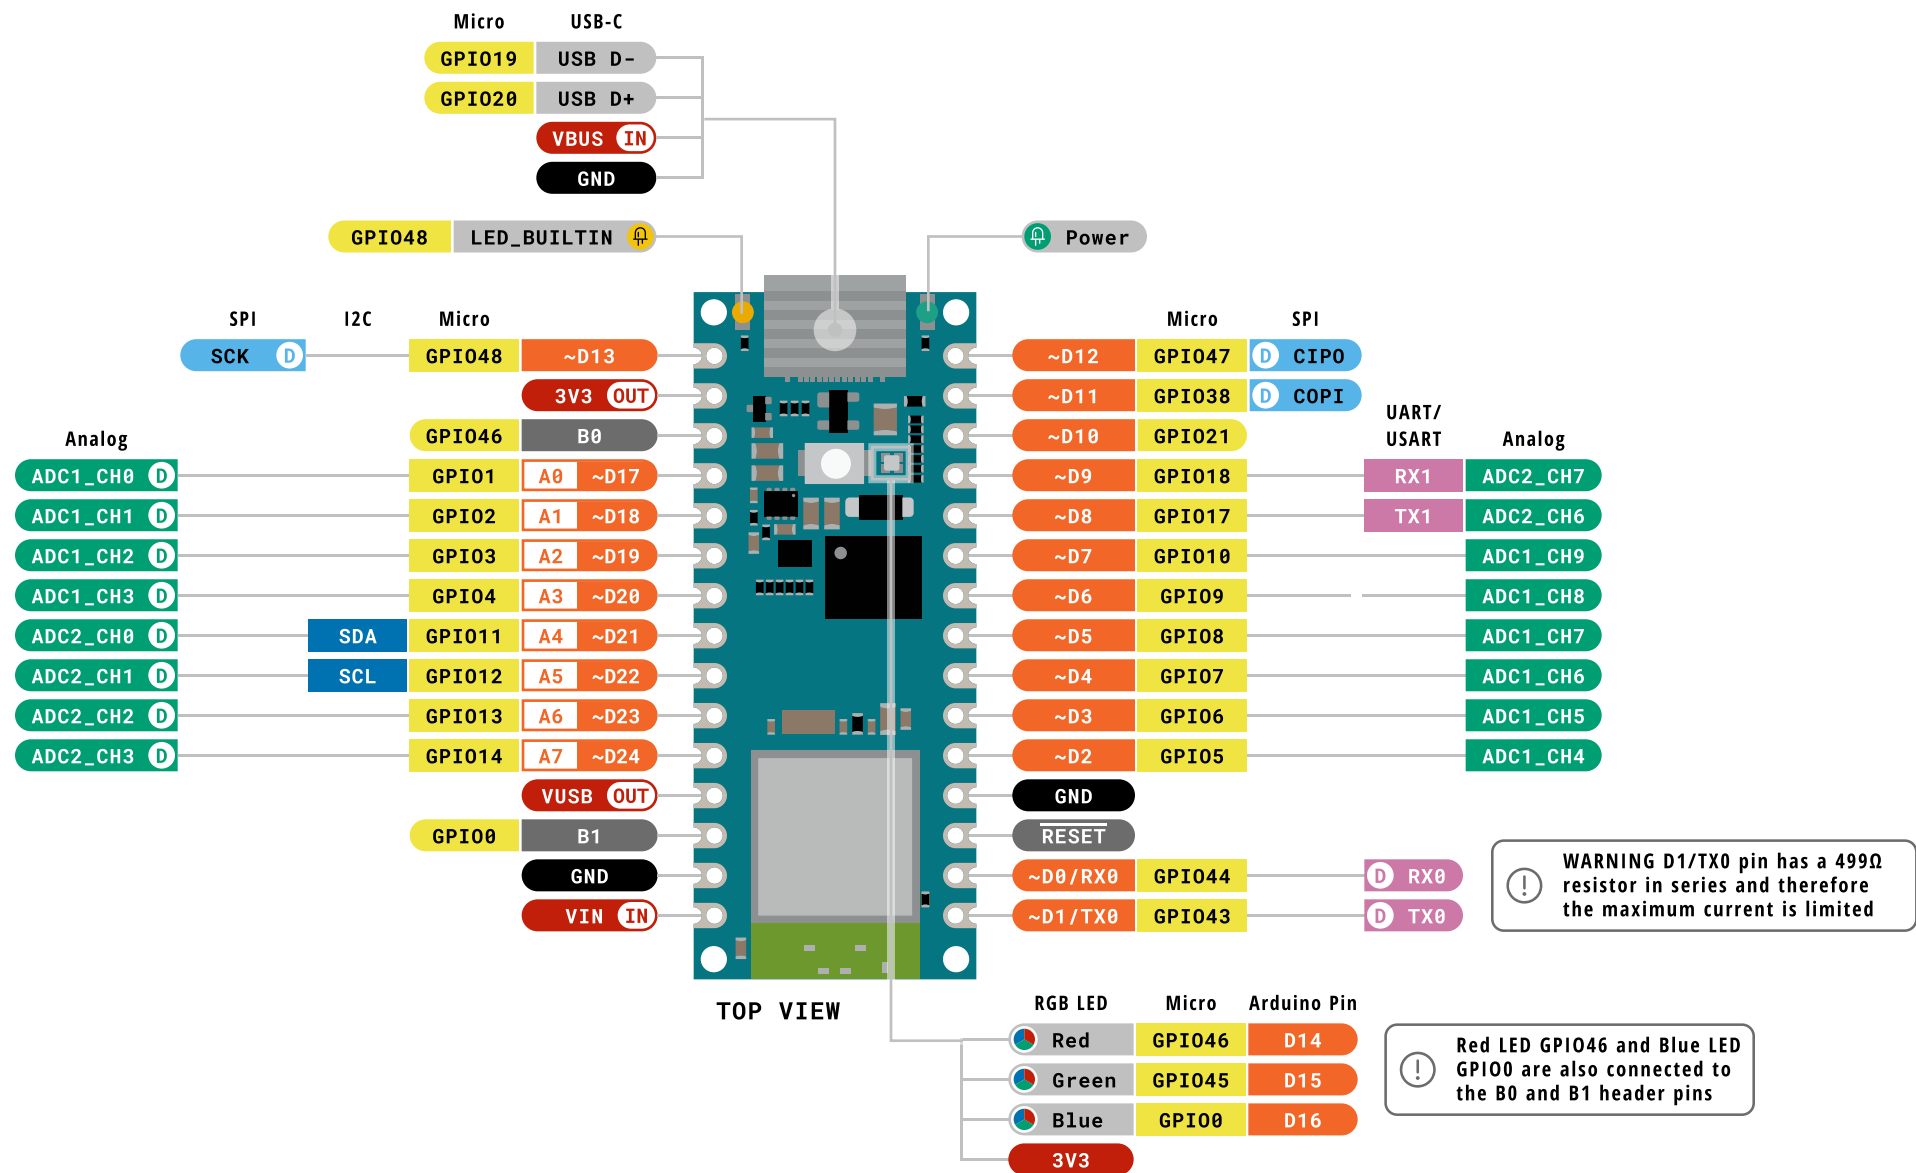 Micro USB-C
GPIO19 USB D-
GPIO20 USB D+
VBUS IN
GND
GPIO48 LED_BUILTIN
Power
SPI I2C Micro
Micro SPI
SCK D GPIO48 ~D13
~D12 GPIO47 D CIPO
3V3 OUT
~D11 GPIO38 D COPI
UART/
USART
Analog
Analog
GPIO46 B0
~D10 GPIO21
ADC1_CH0 D GPIO1 A0 ~D17
~D9 GPIO18 RX1 ADC2_CH7
ADC1_CH1 D GPIO2 A1 ~D18
~D8 GPIO17 TX1 ADC2_CH6
ADC1_CH2 D GPIO3 A2 ~D19
~D7 GPIO10 ADC1_CH9
ADC1_CH3 D GPIO4 A3 ~D20
~D6 GPIO9 ADC1_CH8
ADC2_CH0 D SDA GPIO11 A4 ~D21
~D5 GPIO8 ADC1_CH7
ADC2_CH1 D SCL GPIO12 A5 ~D22
~D4 GPIO7 ADC1_CH6
ADC2_CH2 D GPIO13 A6 ~D23
~D3 GPIO6 ADC1_CH5
ADC2_CH3 D GPIO14 A7 ~D24
~D2 GPIO5 ADC1_CH4
VUSB OUT
GND
GPIO0 B1
RESET
GND
~D0/RX0 GPIO44 D RX0
VIN IN
~D1/TX0 GPIO43 D TX0
WARNING D1/TX0 pin has a 499Ω
resistor in series and therefore
the maximum current is limited
TOP VIEW
RGB LED Micro Arduino Pin
Red GPIO46 D14
Green GPIO45 D15
Blue GPIO0 D16
3V3
Red LED GPIO46 and Blue LED
GPIO0 are also connected to
the B0 and B1 header pins